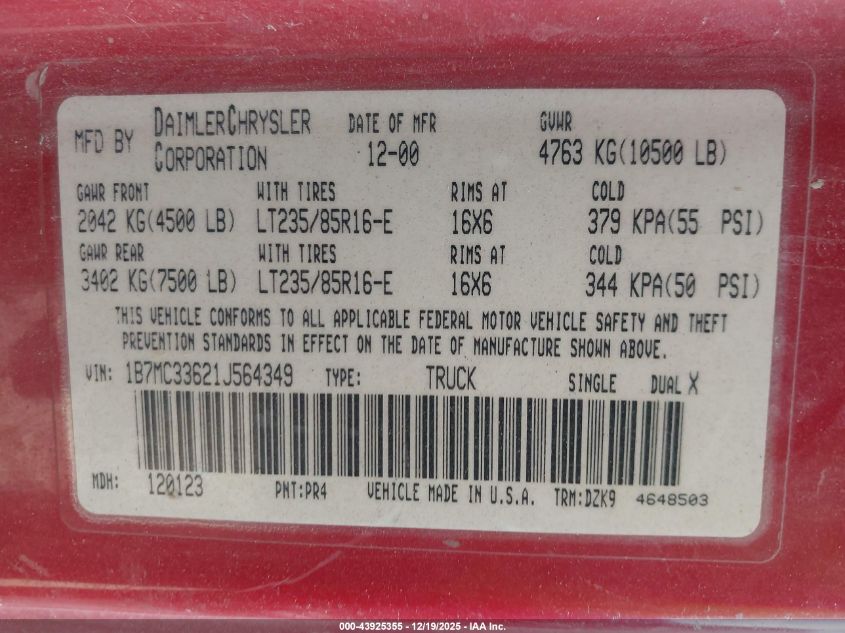 MFD BY DAIMLERCHRYSLER CORPORATION DATE OF MFR 12-00 GVWR 4763 KG(10500 LB)
GAWR FRONT WITH TIRES RIMS AT COLD
2042 KG(4500 LB) LT235/85R16-E 16X6 379 KPA(55 PSI)
GAWR REAR WITH TIRES RIMS AT COLD
3402 KG(7500 LB) LT235/85R16-E 16X6 344 KPA(50 PSI)
THIS VEHICLE CONFORMS TO ALL APPLICABLE FEDERAL MOTOR VEHICLE SAFETY AND THEFT
PREVENTION STANDARDS IN EFFECT ON THE DATE OF MANUFACTURE SHOWN ABOVE.
VIN: 1B7MC33621J564349 TYPE: TRUCK SINGLE DUAL X
MDH: 120123 PNT:PR4 VEHICLE MADE IN U.S.A. TRM:DZK9 4648503
000-43925355 - 12/19/2025 - IAA Inc.